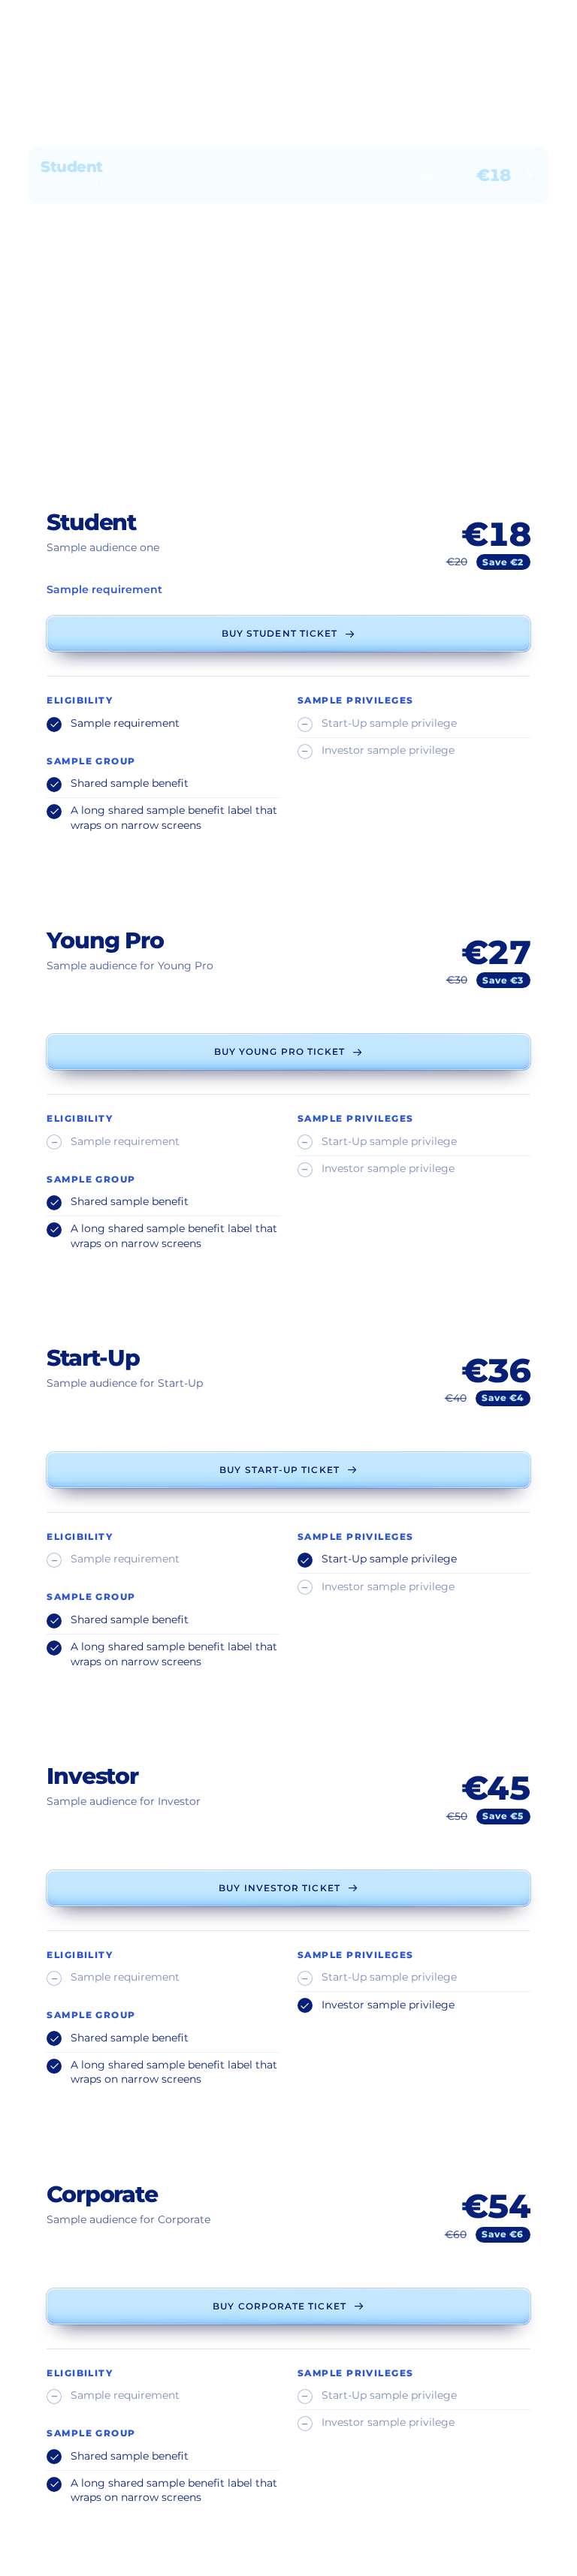 Student
€18
Student
Sample audience one
€18
€20 Save €2
Sample requirement
BUY STUDENT TICKET →
ELIGIBILITY
Sample requirement
SAMPLE GROUP
Shared sample benefit
A long shared sample benefit label that
wraps on narrow screens
SAMPLE PRIVILEGES
Start-Up sample privilege
Investor sample privilege
Young Pro
Sample audience for Young Pro
€27
€30 Save €3
BUY YOUNG PRO TICKET →
ELIGIBILITY
Sample requirement
SAMPLE GROUP
Shared sample benefit
A long shared sample benefit label that
wraps on narrow screens
SAMPLE PRIVILEGES
Start-Up sample privilege
Investor sample privilege
Start-Up
Sample audience for Start-Up
€36
€40 Save €4
BUY START-UP TICKET →
ELIGIBILITY
Sample requirement
SAMPLE GROUP
Shared sample benefit
A long shared sample benefit label that
wraps on narrow screens
SAMPLE PRIVILEGES
Start-Up sample privilege
Investor sample privilege
Investor
Sample audience for Investor
€45
€50 Save €5
BUY INVESTOR TICKET →
ELIGIBILITY
Sample requirement
SAMPLE GROUP
Shared sample benefit
A long shared sample benefit label that
wraps on narrow screens
SAMPLE PRIVILEGES
Start-Up sample privilege
Investor sample privilege
Corporate
Sample audience for Corporate
€54
€60 Save €6
BUY CORPORATE TICKET →
ELIGIBILITY
Sample requirement
SAMPLE GROUP
Shared sample benefit
A long shared sample benefit label that
wraps on narrow screens
SAMPLE PRIVILEGES
Start-Up sample privilege
Investor sample privilege